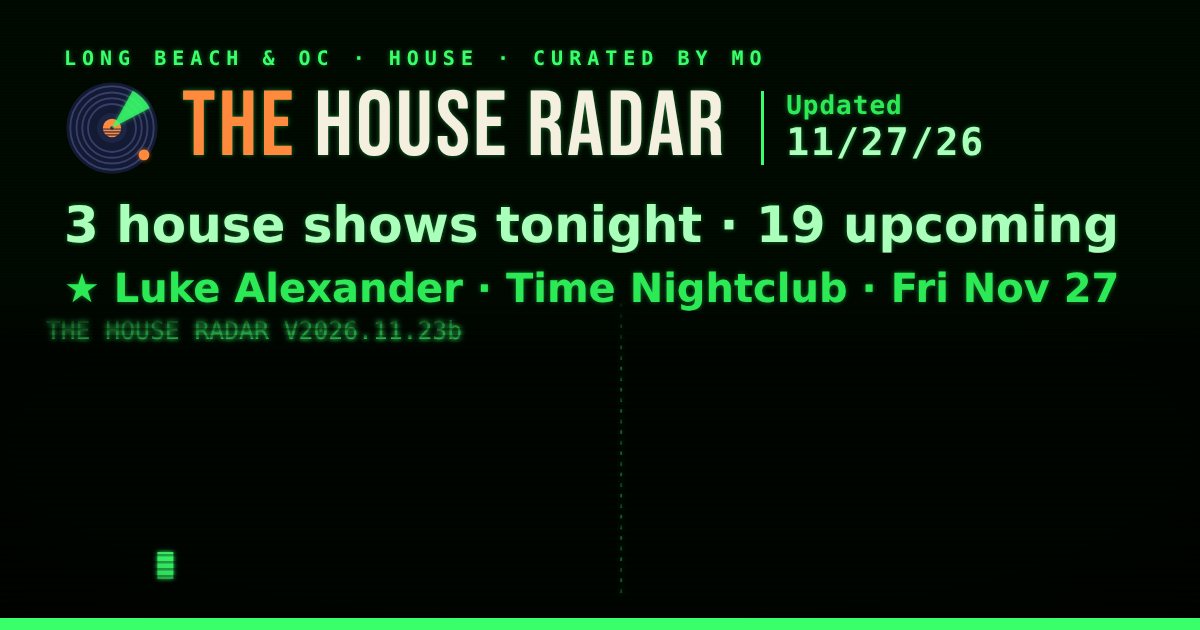 LONG BEACH & OC · HOUSE · CURATED BY MO
THE HOUSE RADAR
Updated
11/27/26
3 house shows tonight · 19 upcoming
★ Luke Alexander · Time Nightclub · Fri Nov 27
THE HOUSE RADAR V2026.11.23b